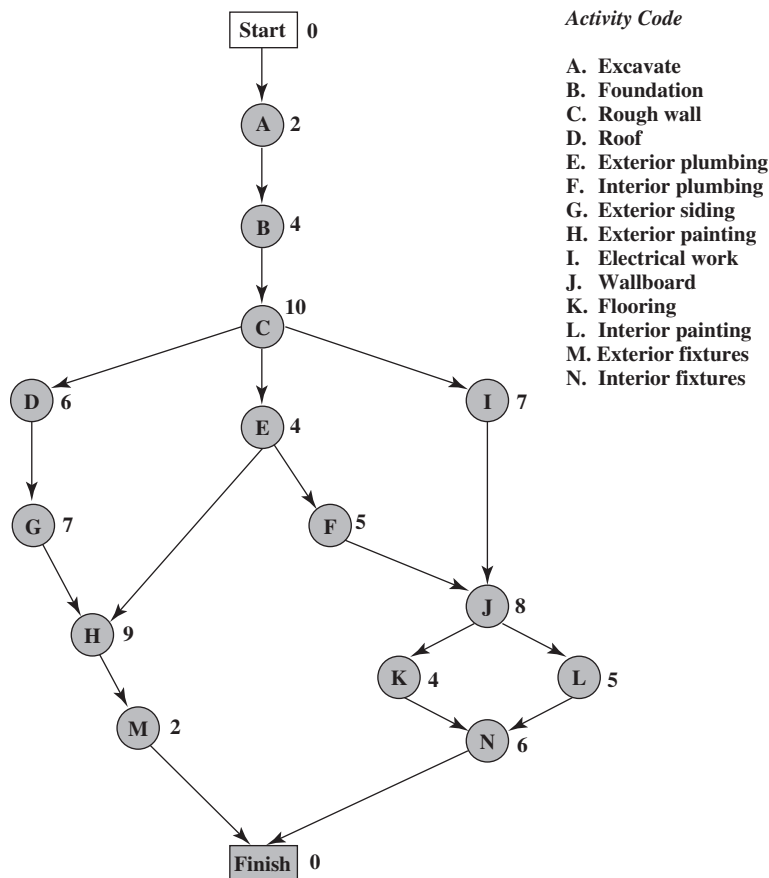 Start 0
Activity Code
A. Excavate
B. Foundation
C. Rough wall
D. Roof
E. Exterior plumbing
F. Interior plumbing
G. Exterior siding
H. Exterior painting
I. Electrical work
J. Wallboard
K. Flooring
L. Interior painting
M. Exterior fixtures
N. Interior fixtures
A 2
B 4
10
C
D 6
E 4
I 7
G 7
F 5
J 8
H 9
K 4
L 5
M 2
N 6
Finish 0